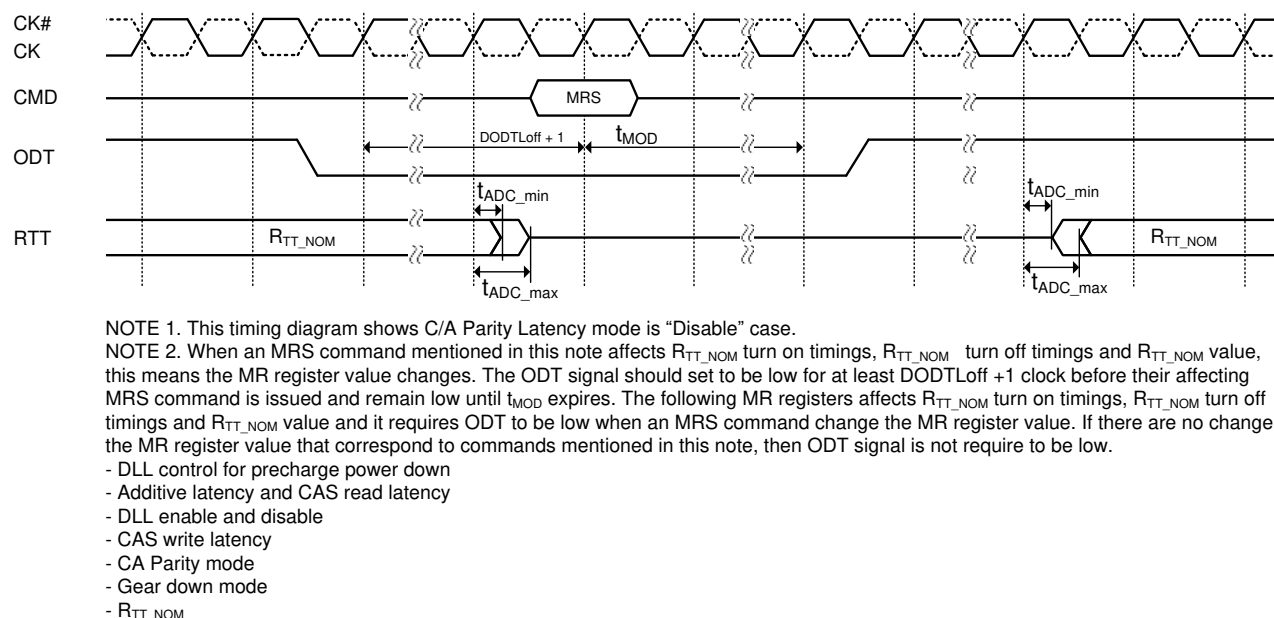 CK#
CK
CMD
MRS
ODT
DODTLoff + 1
tMOD
tADC_min
tADC_min
RTT
RTT_NOM
RTT_NOM
tADC_max
tADC_max
NOTE 1. This timing diagram shows C/A Parity Latency mode is “Disable” case.
NOTE 2. When an MRS command mentioned in this note affects RTT_NOM turn on timings, RTT_NOM turn off timings and RTT_NOM value,
this means the MR register value changes. The ODT signal should set to be low for at least DODTLoff +1 clock before their affecting
MRS command is issued and remain low until tMOD expires. The following MR registers affects RTT_NOM turn on timings, RTT_NOM turn off
timings and RTT_NOM value and it requires ODT to be low when an MRS command change the MR register value. If there are no change
the MR register value that correspond to commands mentioned in this note, then ODT signal is not require to be low.
- DLL control for precharge power down
- Additive latency and CAS read latency
- DLL enable and disable
- CAS write latency
- CA Parity mode
- Gear down mode
- RTT_NOM